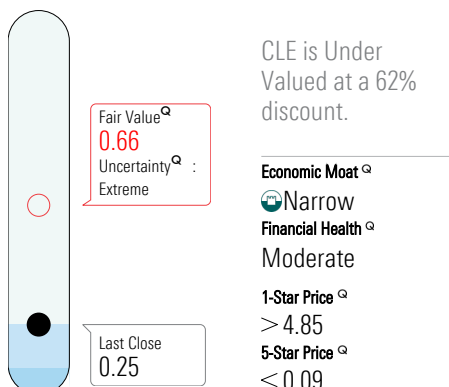 CLE is Under
Valued at a 62%
discount.
Fair Value Q
0.66
Uncertainty Q :
Extreme
Last Close
0.25
Economic Moat Q
Narrow
Financial Health Q
Moderate
1-Star Price Q
>4.85
5-Star Price Q
<0.09